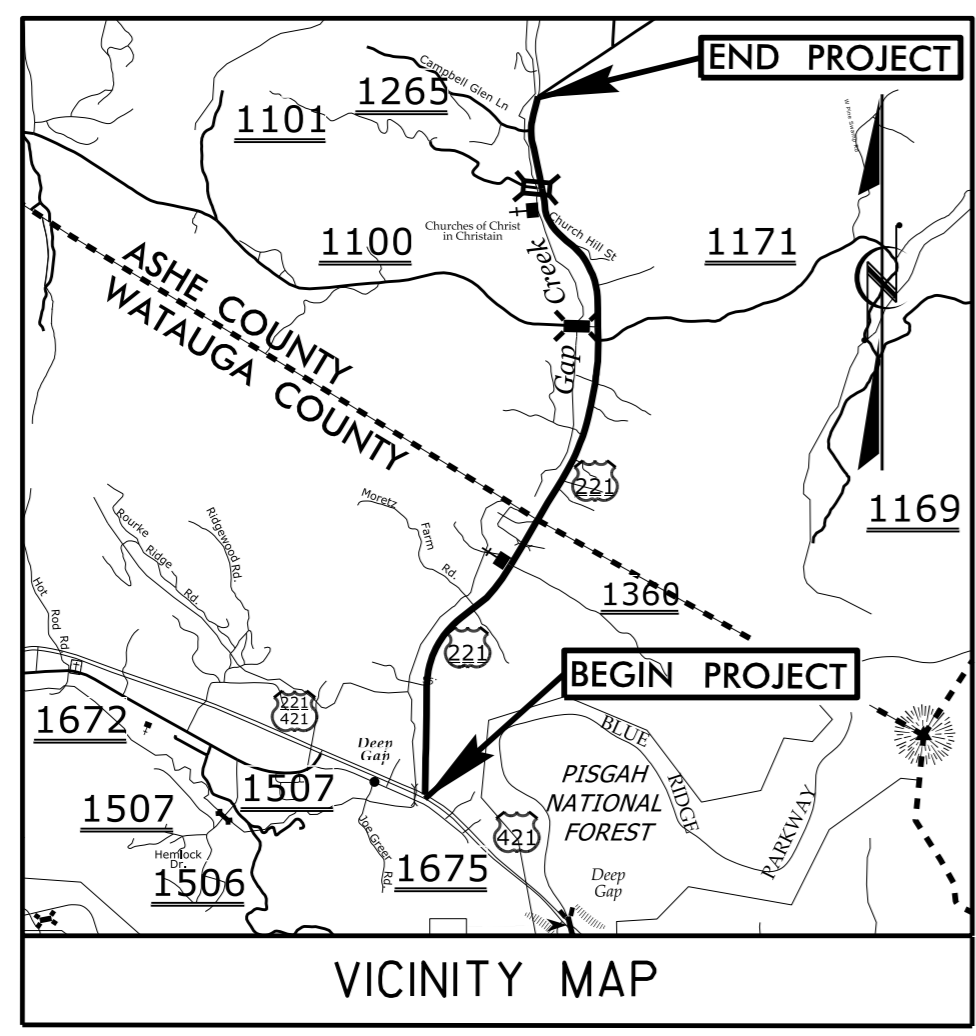 END PROJECT
Campbell Glen Ln
1265
1101
W Pine Swamp Rd
Churches of Christ
in Christain
Church Hill St
1100
1171
Gap Creek
N
ASHE COUNTY
WATAUGA COUNTY
221
1169
Moretz
Farm
Rd.
Rourke
Ridge
Rd.
Ridgewood Rd.
Hot
Rod Rd.
1360
221
BEGIN PROJECT
1672
221
421
Deep
Gap
BLUE
RIDGE
PARKWAY
PISGAH
NATIONAL
FOREST
1507
1507
421
Joe Greer
Rd.
Hemlock
Dr.
1506
1675
Deep
Gap
VICINITY MAP